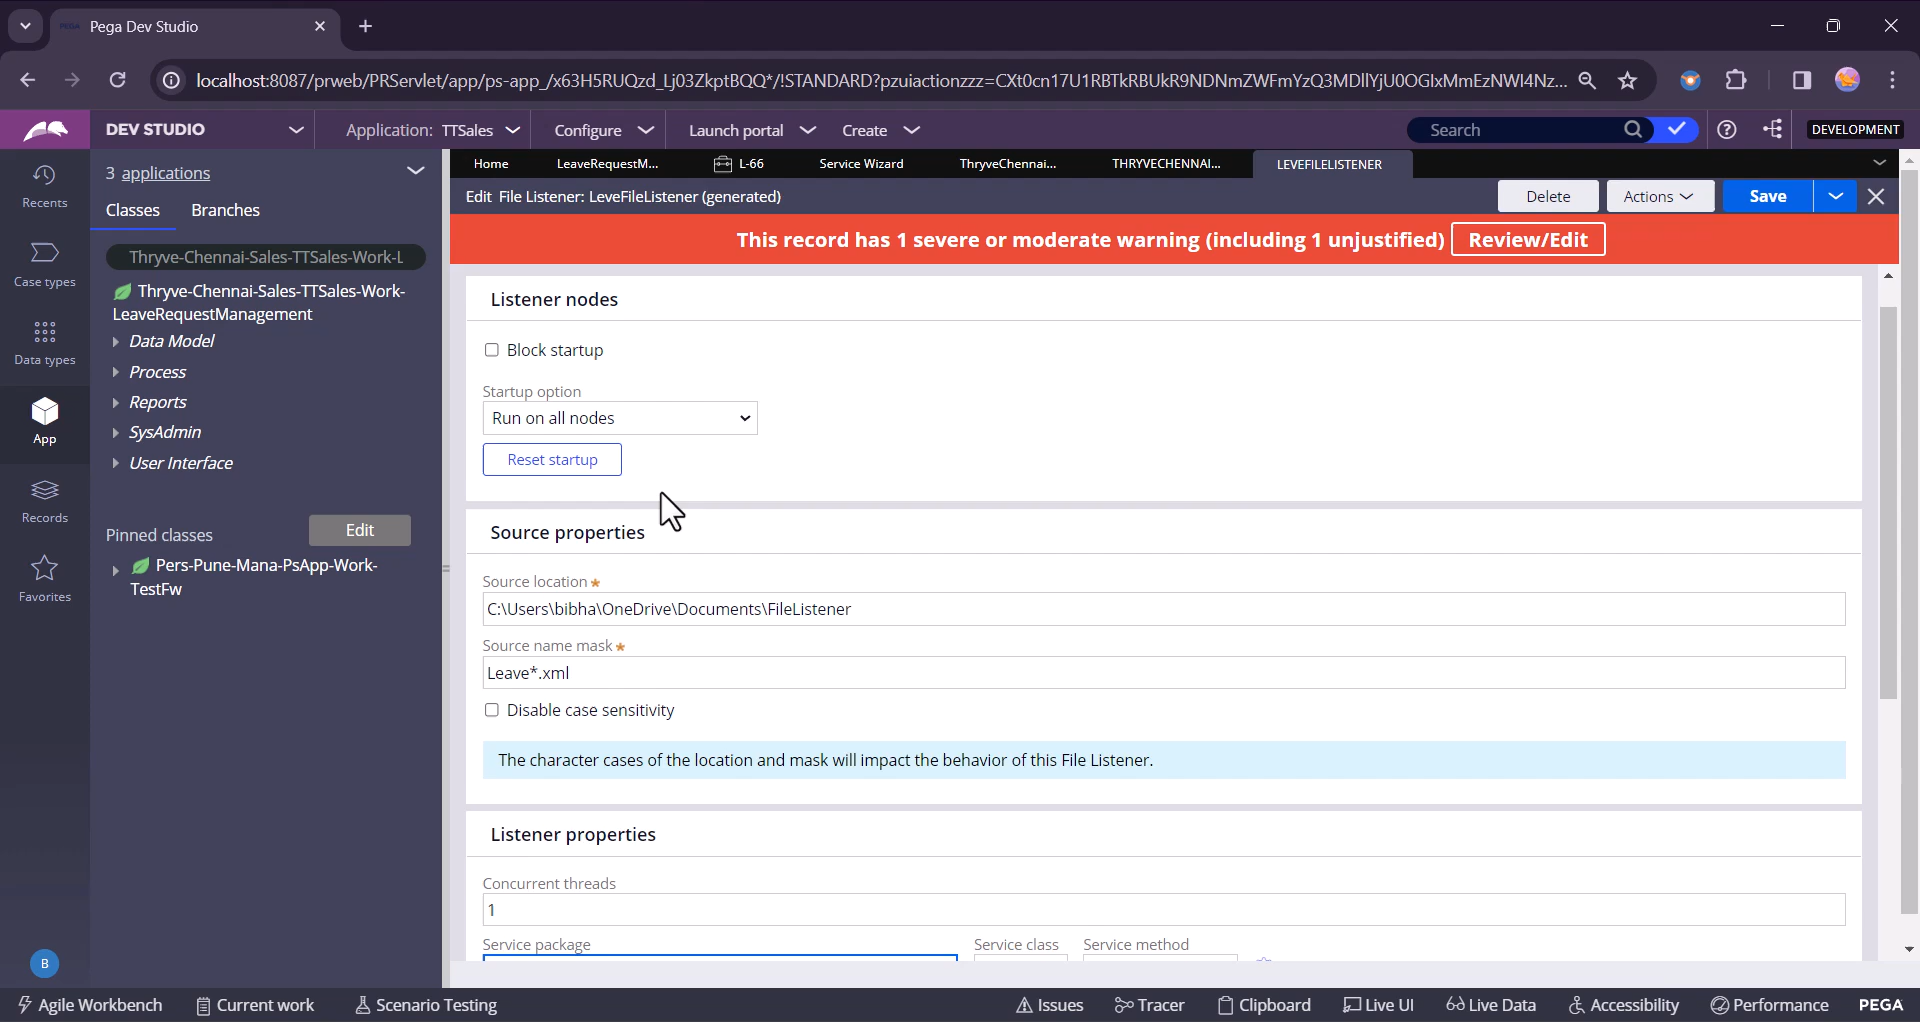 PEGA Pega Dev Studio
localhost:8087/prweb/PRServlet/app/ps-app_/x63H5RUQzd_Lj03ZkptBQQ*/!STANDARD?pzuiactionzzz=CXt0cn17U1RBTkRBUkR9NDNmZWFmYzQ3MDllYjU0OGIxMmEzNWI4Nz...
DEV STUDIO
Application: TTSales
Configure
Launch portal
Create
Search
DEVELOPMENT
Recents
Case types
Data types
App
Records
Favorites
B
3 applications
Classes
Branches
Thryve-Chennai-Sales-TTSales-Work-L
Thryve-Chennai-Sales-TTSales-Work-
LeaveRequestManagement
Data Model
Process
Reports
SysAdmin
User Interface
Pinned classes
Edit
Pers-Pune-Mana-PsApp-Work-
TestFw
Home
LeaveRequestM...
L-66
Service Wizard
ThryveChennai...
THRYVECHENNAI...
LEVEFILELISTENER
Edit File Listener: LeveFileListener (generated)
Delete
Actions
Save
This record has 1 severe or moderate warning (including 1 unjustified)
Review/Edit
Listener nodes
Block startup
Startup option
Run on all nodes
Reset startup
Source properties
Source location *
C:\Users\bibha\OneDrive\Documents\FileListener
Source name mask *
Leave*.xml
Disable case sensitivity
The character cases of the location and mask will impact the behavior of this File Listener.
Listener properties
Concurrent threads
1
Service package
Service class
Service method
Agile Workbench
Current work
Scenario Testing
Issues
Tracer
Clipboard
Live UI
Live Data
Accessibility
Performance
PEGA